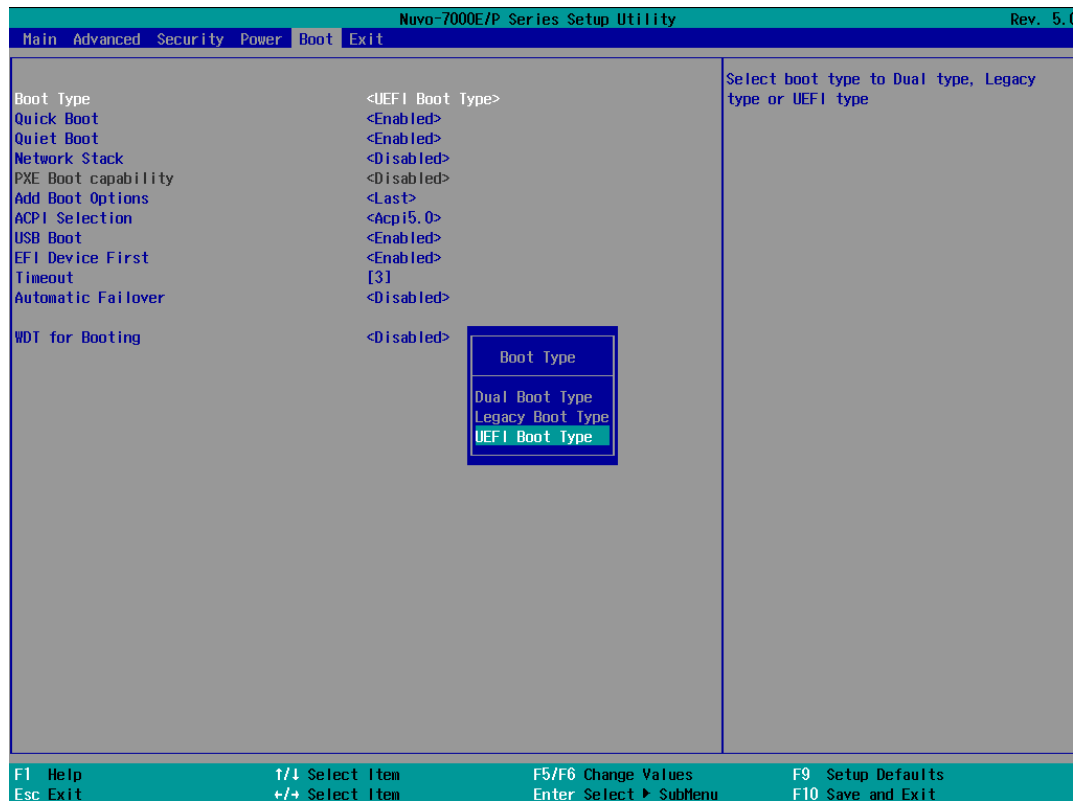 Nuvo-7000E/P Series Setup Utility Rev. 5.0
Main Advanced Security Power Boot Exit
Select boot type to Dual type, Legacy
type or UEFI type
Boot Type <UEFI Boot Type>
Quick Boot <Enabled>
Quiet Boot <Enabled>
Network Stack <Disabled>
PXE Boot capability <Disabled>
Add Boot Options <Last>
ACPI Selection <Acpi5.0>
USB Boot <Enabled>
EFI Device First <Enabled>
Timeout [3]
Automatic Failover <Disabled>
WDT for Booting <Disabled>
Boot Type
Dual Boot Type
Legacy Boot Type
UEFI Boot Type
F1 Help ↑/↓ Select Item F5/F6 Change Values F9 Setup Defaults
Esc Exit ←/→ Select Item Enter Select ▶ SubMenu F10 Save and Exit